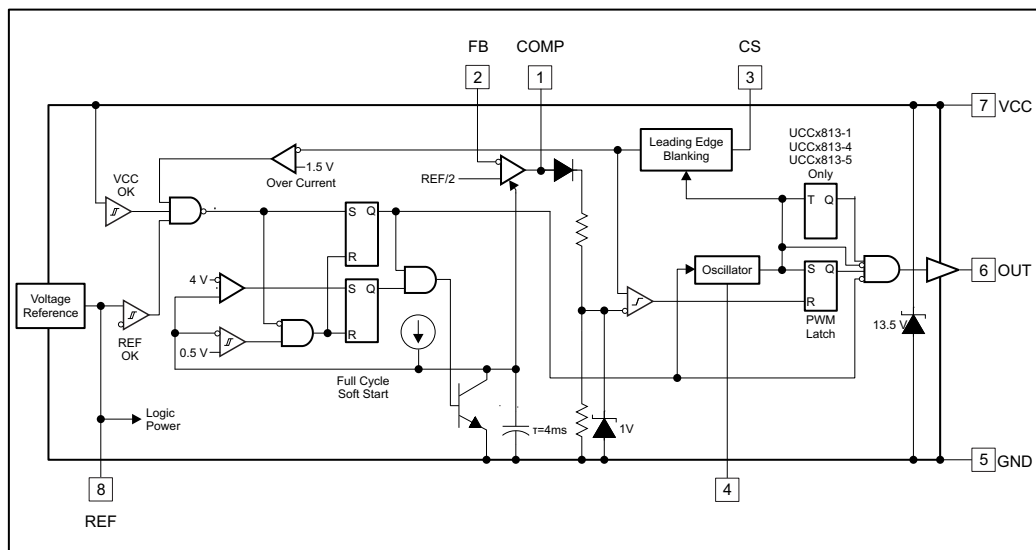 FB
COMP
CS
2
1
3
7
VCC
UCCx813-1
UCCx813-4
UCCx813-5
Only
Leading Edge
Blanking
1.5 V
Over Current
VCC
OK
REF/2
S
Q
R
T
Q
4 V
S
Q
R
Oscillator
S
Q
R
PWM
Latch
6
OUT
Voltage
Reference
REF
OK
0.5 V
13.5 V
Full Cycle
Soft Start
Logic
Power
τ=4ms
1V
5
GND
8
REF
4